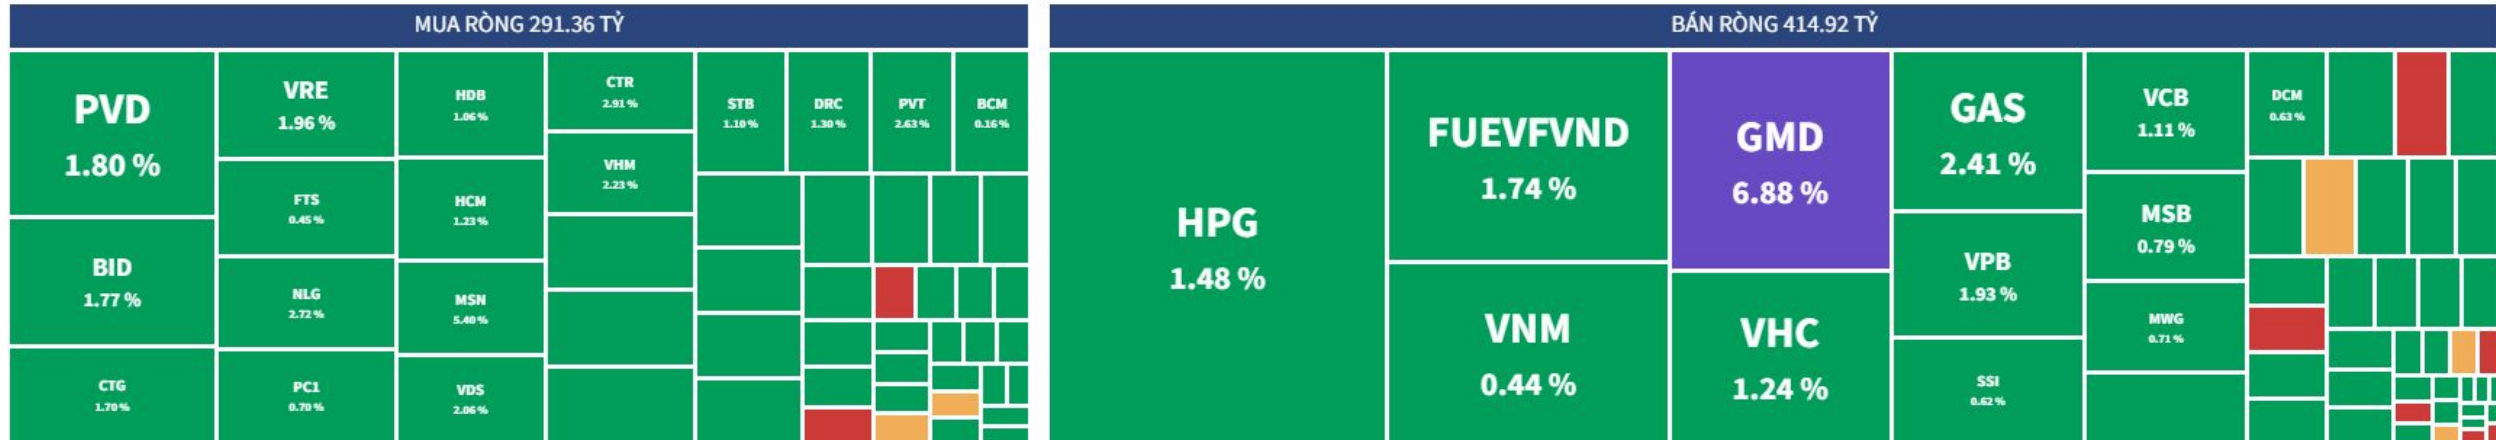 MUA RÒNG 291.36 TỶ
PVD
1.80 %
BID
1.77 %
CTG
1.70 %
VRE
1.96 %
FTS
0.45 %
NLG
2.72 %
PC1
0.70 %
HDB
1.06 %
HCM
1.23 %
MSN
5.40 %
VDS
2.06 %
CTR
2.91 %
VHM
2.23 %
STB
1.10 %
DRC
1.30 %
PVT
2.63 %
BCM
0.16 %
BÁN RÒNG 414.92 TỶ
HPG
1.48 %
FUEVFVND
1.74 %
VNM
0.44 %
GMD
6.88 %
VHC
1.24 %
GAS
2.41 %
VPB
1.93 %
SSI
0.62 %
VCB
1.11 %
MSB
0.79 %
MWG
0.71 %
DCM
0.63 %